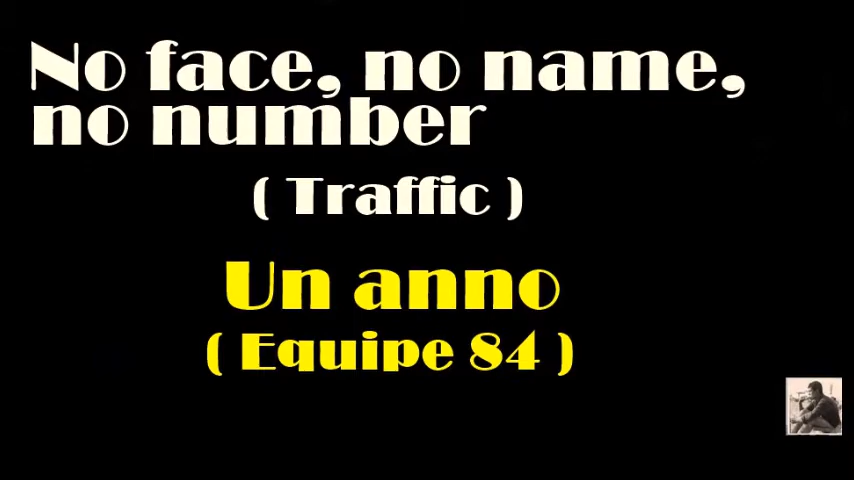 No face, no name,
no number
( Traffic )
Un anno
( Equipe 84 )